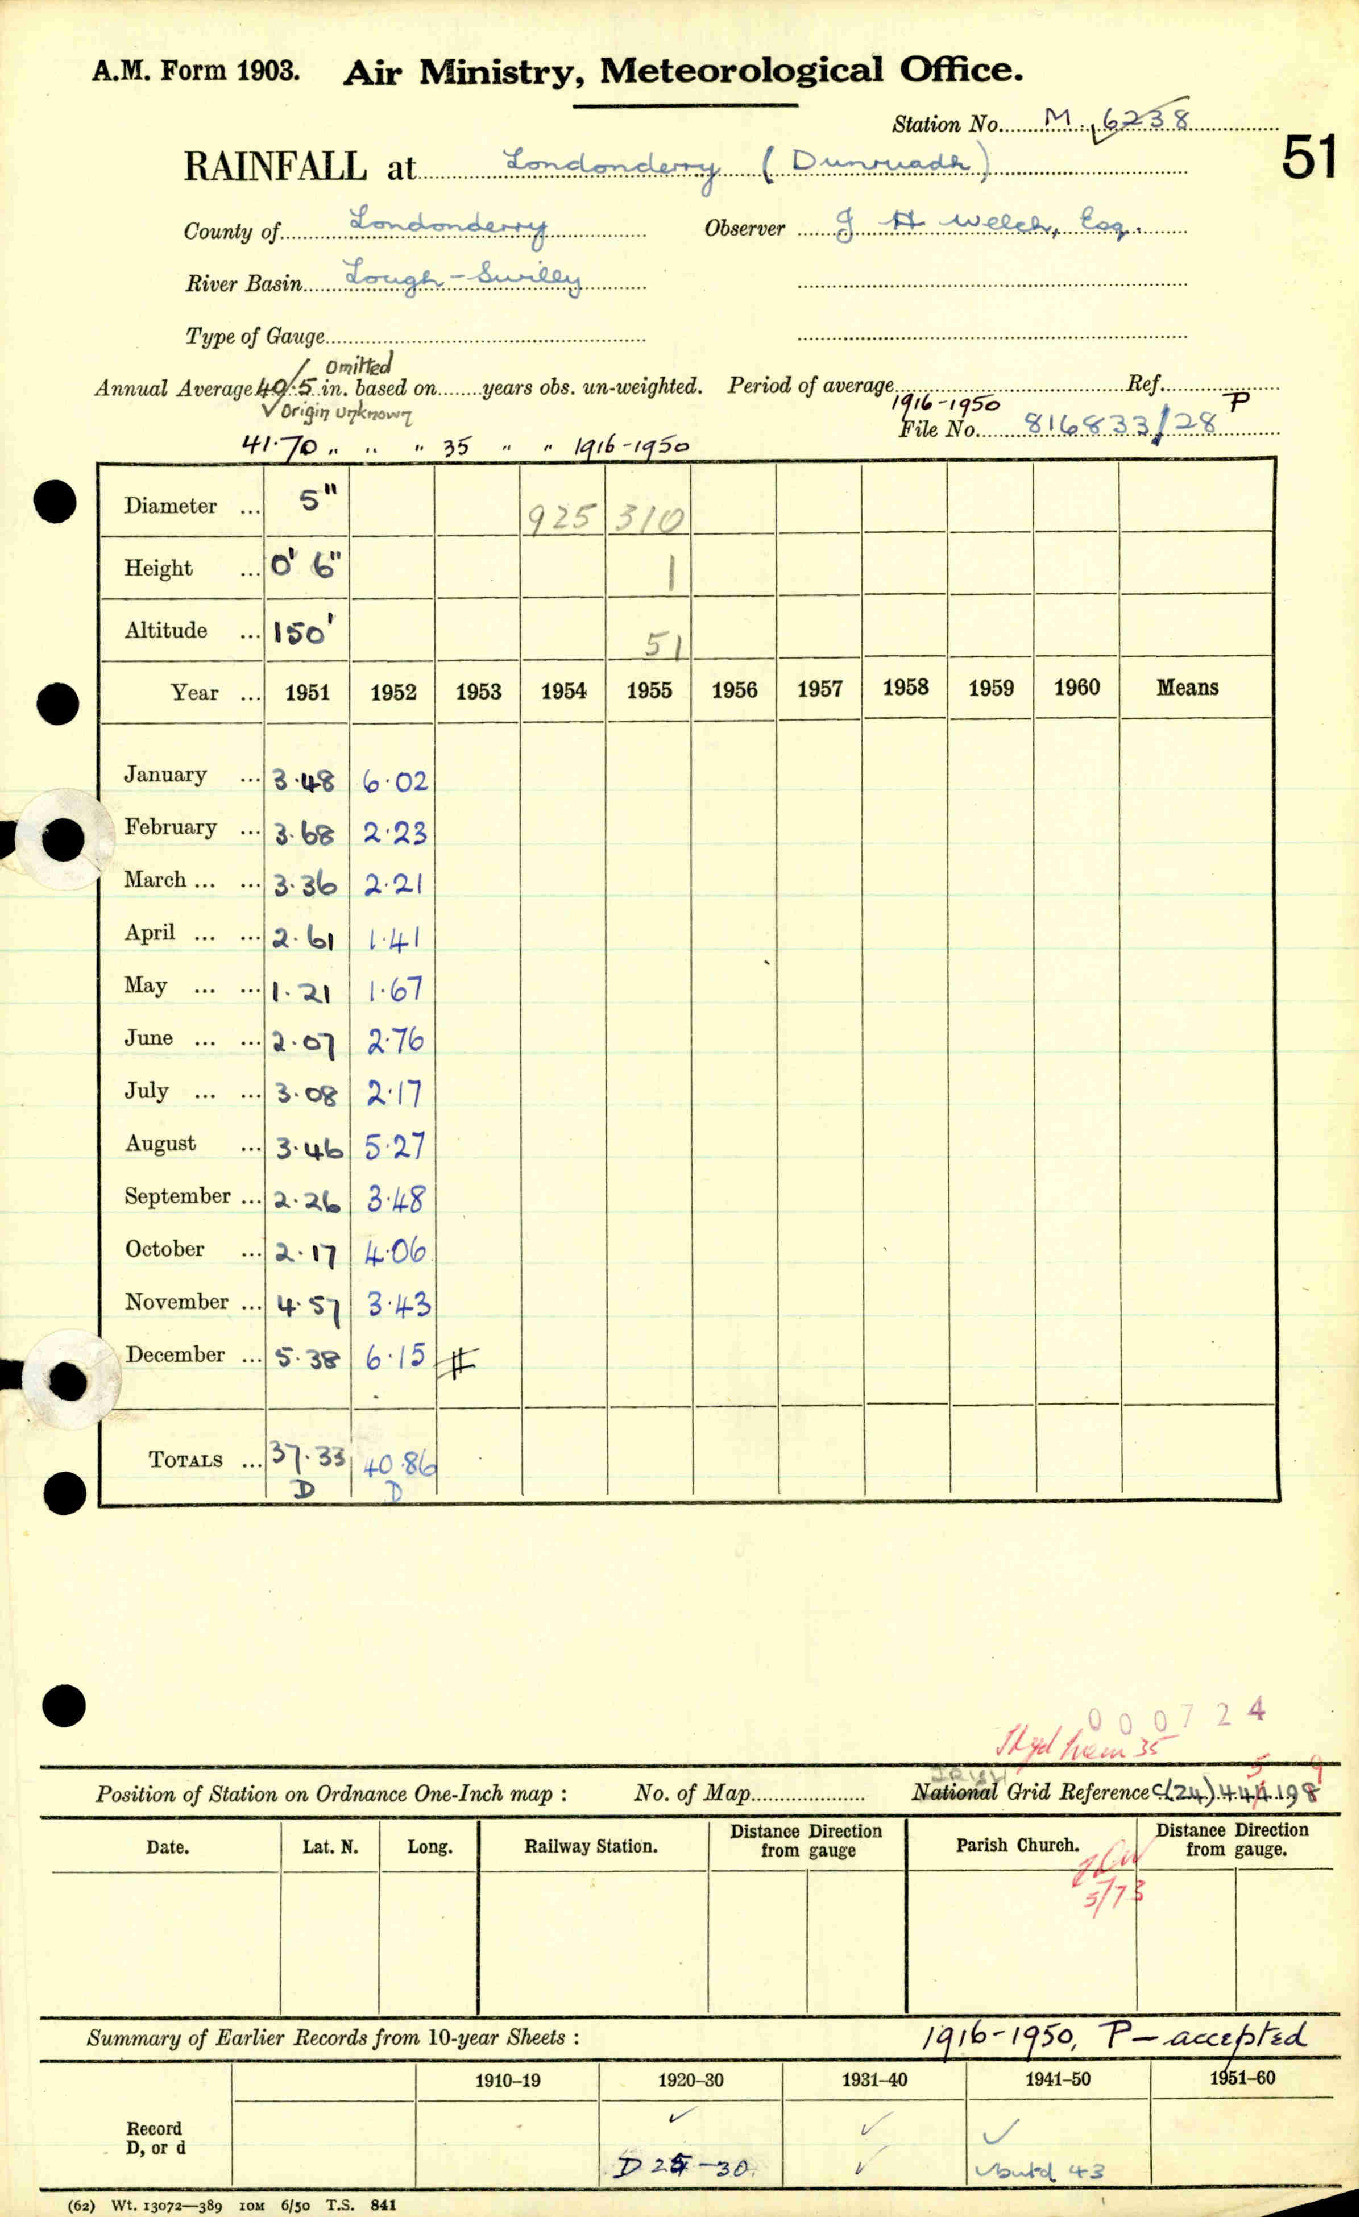 A.M. Form 1903. Air Ministry, Meteorological Office.
Station No. M. 6238
51
RAINFALL at Londonderry (Dunruadh)
County of Londonderry Observer J H Welch, Esq.
River Basin Lough-Swilly
Type of Gauge
omitted
Annual Average 40.5 in. based on years obs. un-weighted. Period of average Ref.
✓ Origin unknown 1916-1950 P
File No. 816833/28
41.70 " " " 35 " " 1916-1950
Diameter ... 5" 925 310
Height ... 0' 6" 1
Altitude ... 150' 51
Year ... 1951 1952 1953 1954 1955 1956 1957 1958 1959 1960 Means
January ... 3.48 6.02
February ... 3.68 2.23
March ... ... 3.36 2.21
April ... ... 2.61 1.41
May ... ... 1.21 1.67
June ... ... 2.07 2.76
July ... ... 3.08 2.17
August ... 3.46 5.27
September ... 2.26 3.48
October ... 2.17 4.06
November ... 4.57 3.43
December ... 5.38 6.15 #
TOTALS ... 37.33 40.86
D D
000724
from 35
IRISH 5 9
Position of Station on Ordnance One-Inch map : No. of Map National Grid Reference C(24) 444 198
Date. Lat. N. Long. Railway Station. Distance from Direction gauge Parish Church. Distance from Direction gauge.
5/73
Summary of Earlier Records from 10-year Sheets : 1916-1950, P - accepted
1910–19 1920–30 1931–40 1941–50 1951–60
Record ✓ ✓ ✓
D, or d D 25-30 ✓ ✓ but d 43
(62) Wt. 13072—389 10M 6/50 T.S. 841